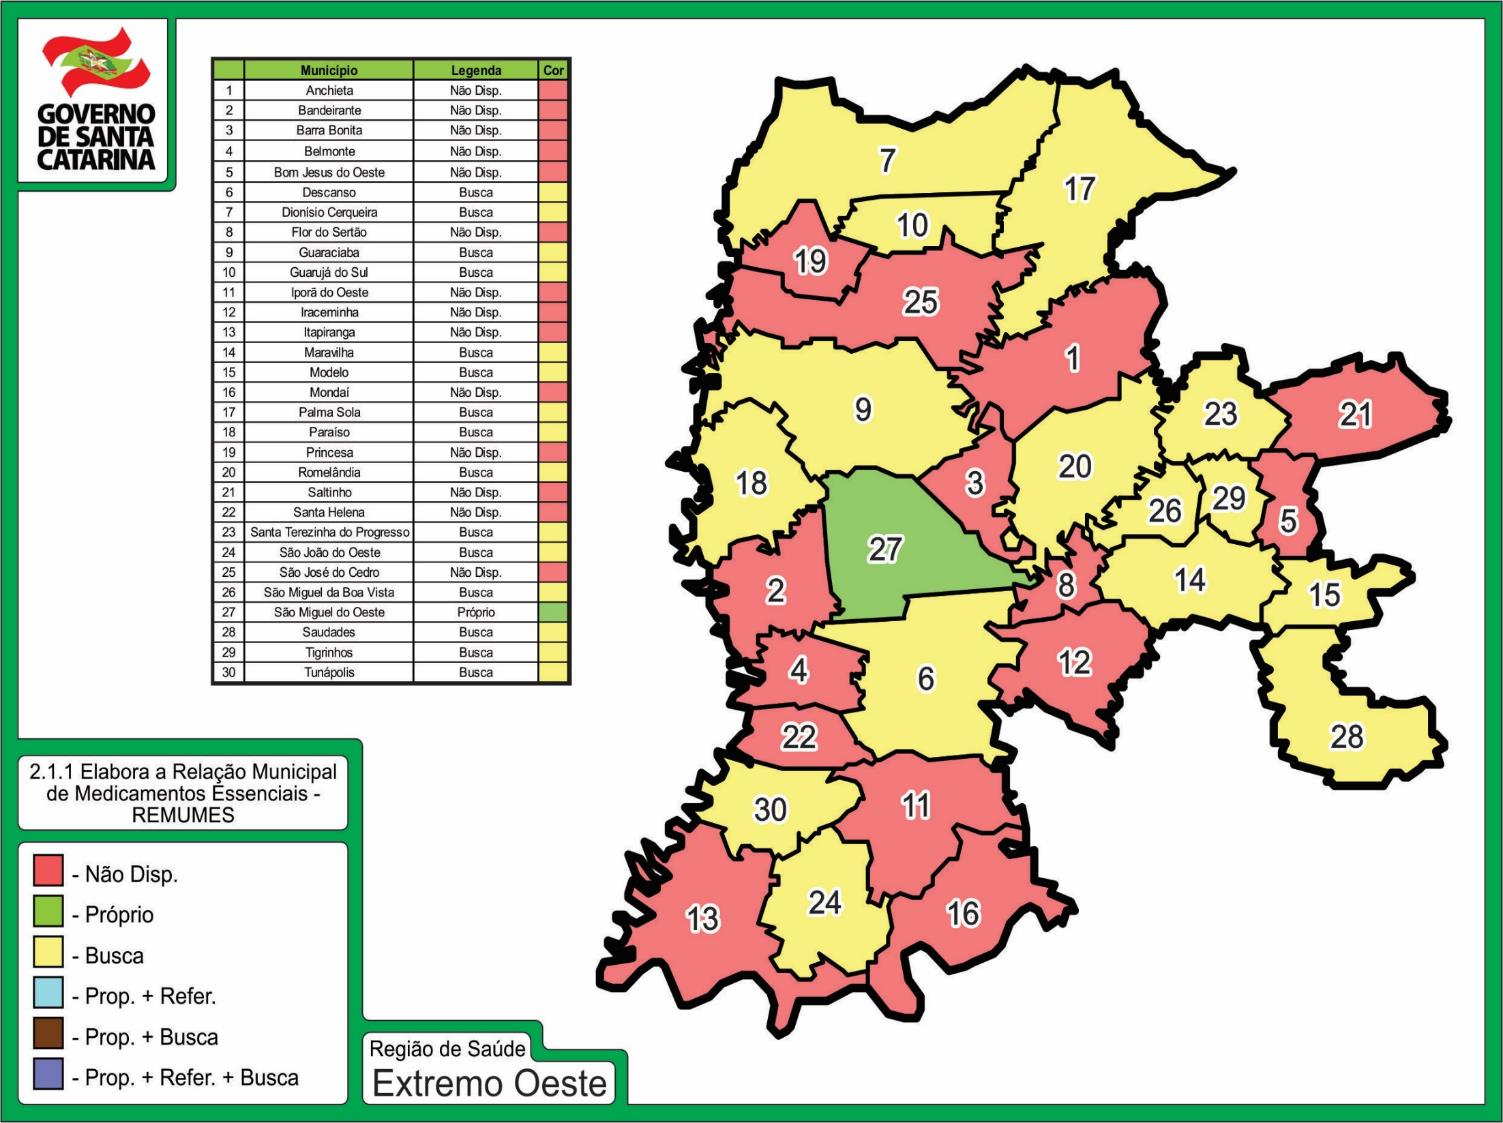 GOVERNO
DE SANTA
CATARINA
Município Legenda Cor
1 Anchieta Não Disp.
2 Bandeirante Não Disp.
3 Barra Bonita Não Disp.
4 Belmonte Não Disp.
5 Bom Jesus do Oeste Não Disp.
6 Descanso Busca
7 Dionísio Cerqueira Busca
8 Flor do Sertão Não Disp.
9 Guaraciaba Busca
10 Guarujá do Sul Busca
11 Iporã do Oeste Não Disp.
12 Iraceminha Não Disp.
13 Itapiranga Não Disp.
14 Maravilha Busca
15 Modelo Busca
16 Mondaí Não Disp.
17 Palma Sola Busca
18 Paraíso Busca
19 Princesa Não Disp.
20 Romelândia Busca
21 Saltinho Não Disp.
22 Santa Helena Não Disp.
23 Santa Terezinha do Progresso Busca
24 São João do Oeste Busca
25 São José do Cedro Não Disp.
26 São Miguel da Boa Vista Busca
27 São Miguel do Oeste Próprio
28 Saudades Busca
29 Tigrinhos Busca
30 Tunápolis Busca
7
17
10
19
25
1
9
23
21
20
3
18
29
26
5
27
14
8
2
15
12
4
6
22
28
11
30
24
16
13
2.1.1 Elabora a Relação Municipal
de Medicamentos Essenciais -
REMUMES
- Não Disp.
- Próprio
- Busca
- Prop. + Refer.
- Prop. + Busca
- Prop. + Refer. + Busca
Região de Saúde
Extremo Oeste